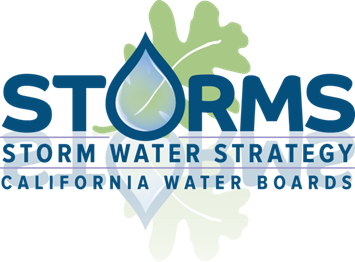 STORMS
STORM WATER STRATEGY
CALIFORNIA WATER BOARDS